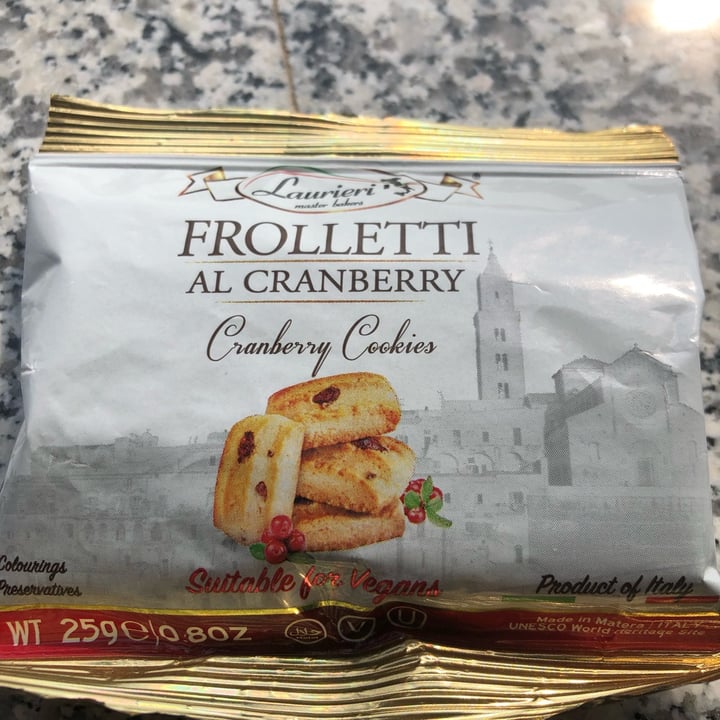 Laurieri
master bakers
FROLLETTI
AL CRANBERRY
Cranberry Cookies
Colourings
Preservatives
Suitable for Vegans
Product of Italy
WT 25g e/0.8OZ
حلال
V
U
Made in Matera / ITALY
UNESCO World Heritage Site